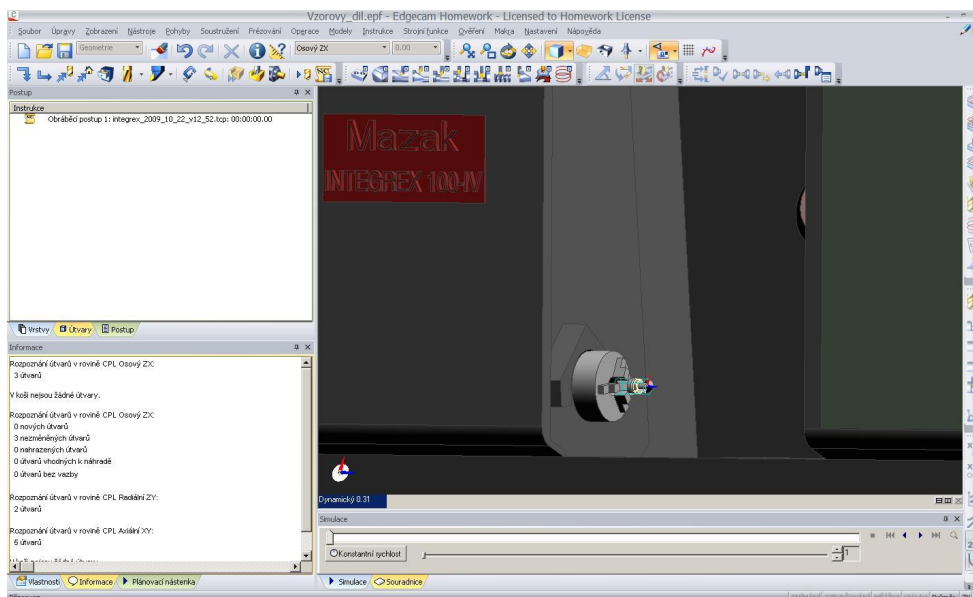 Vzorovy_dil.epf - Edgecam Homework - Licensed to Homework License
Soubor Úpravy Zobrazení Nástroje Pohyby Soustružení Frézování Operace Modely Instrukce Strojní funkce Ověření Makra Nastavení Nápověda
Geometrie Osový ZX 0.00
Postup
Instrukce
Obráběcí postup 1: integrex_2009_10_22_v12_52.tcp: 00:00:00.00
Mazak
INTEGREX 100-IV
Vrstvy Útvary Postup
Informace
Rozpoznání útvarů v rovině CPL Osový ZX:
3 útvarů
V koši nejsou žádné útvary.
Rozpoznání útvarů v rovině CPL Osový ZX:
0 nových útvarů
3 nezměněných útvarů
0 nahrazených útvarů
0 útvarů vhodných k náhradě
0 útvarů bez vazby
Rozpoznání útvarů v rovině CPL Radiální ZY:
2 útvarů
Rozpoznání útvarů v rovině CPL Axiální XY:
5 útvarů
Dynamický 0.31
Simulace
Konstantní rychlost 1
Vlastnosti Informace Plánovací nástěnka
Simulace Souradnice